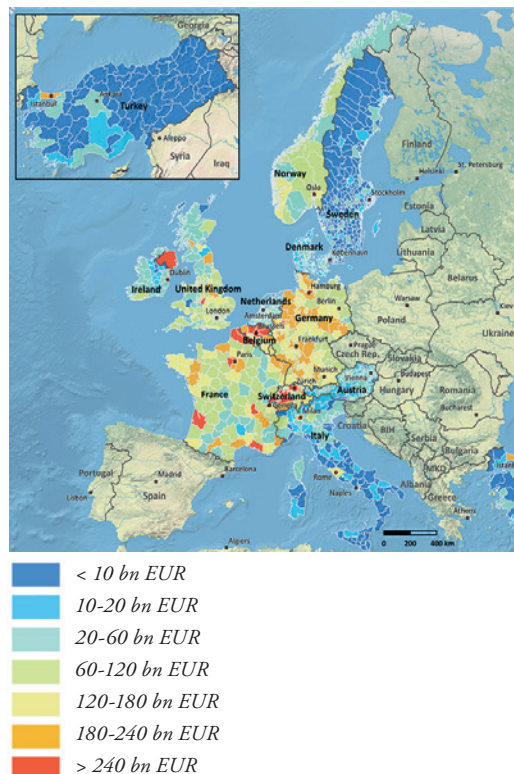 Georgia
Ankara
Istanbul
Turkey
Aleppo
Syria
Iraq
Finland
Norway
Oslo
Helsinki
St. Petersburg
Stockholm
Sweden
Estonia
Latvia
Denmark
København
Lithuania
Dublin
Ireland
United Kingdom
Hamburg
Belarus
Netherlands
Berlin
Amsterdam
Warsaw
London
Germany
Poland
Kiev
Brussels
Belgium
Frankfurt
Ukraine
Paris
Prague
Czech Rep.
Slovakia
Munich
Vienna
Budapest
Zürich
Austria
France
Switzerland
Hungary
Romania
Geneva
Milan
Croatia
Bucharest
BIH
Serbia
Italy
Bulgaria
Portugal
Madrid
Barcelona
Rome
MKD
Istanb
Lisbon
Spain
Naples
Albania
Greece
Athens
Algiers
0 200 400 km
< 10 bn EUR
10-20 bn EUR
20-60 bn EUR
60-120 bn EUR
120-180 bn EUR
180-240 bn EUR
> 240 bn EUR